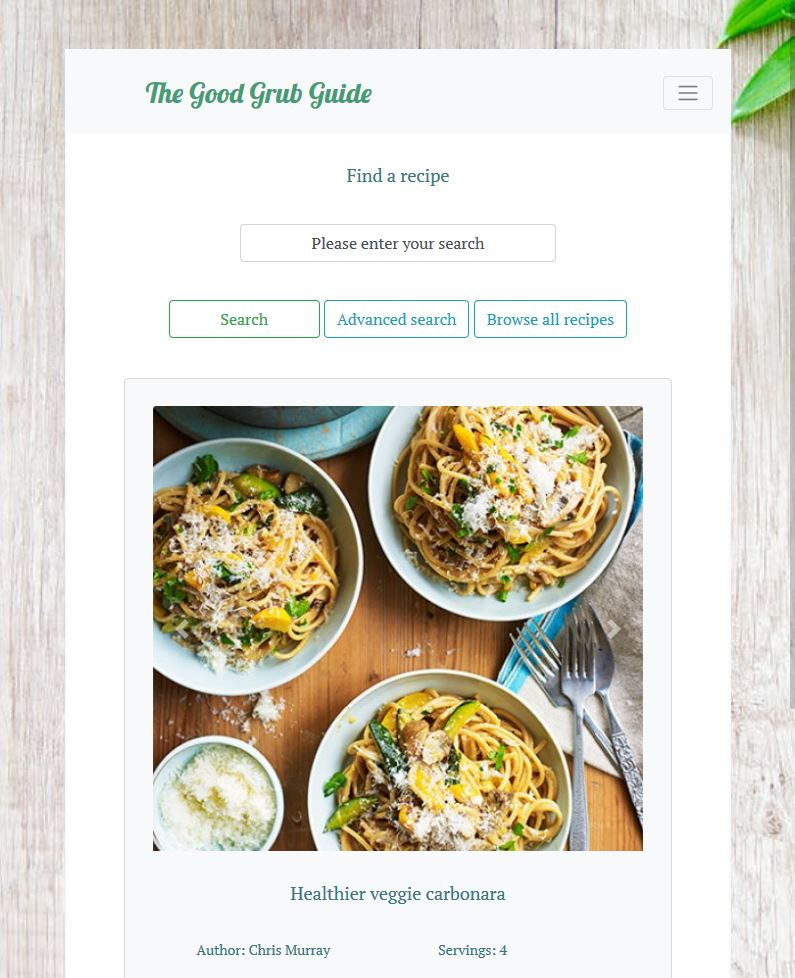 The Good Grub Guide
Find a recipe
Please enter your search
Search Advanced search Browse all recipes
Healthier veggie carbonara
Author: Chris Murray Servings: 4